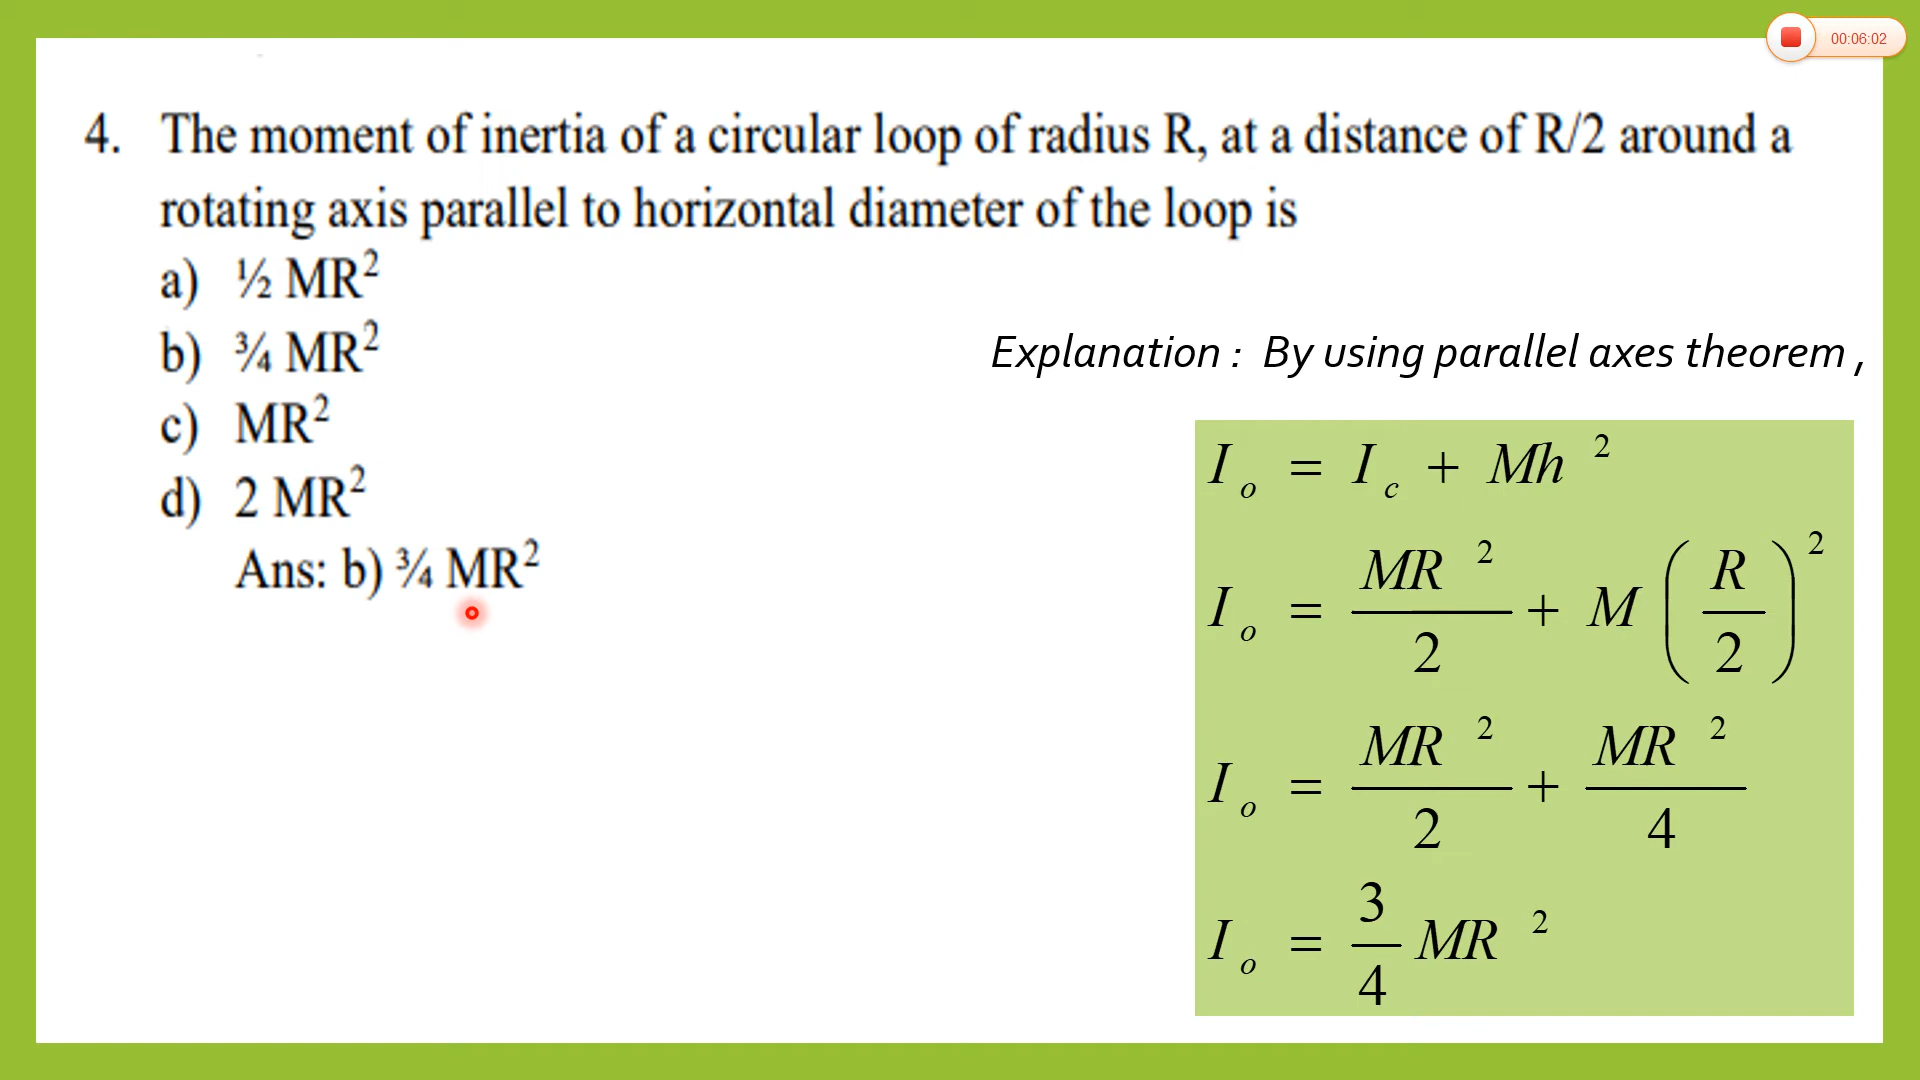 00:06:02
4. The moment of inertia of a circular loop of radius R, at a distance of R/2 around a
rotating axis parallel to horizontal diameter of the loop is
a) ½ MR²
b) ¾ MR²
c) MR²
d) 2 MR²
Ans: b) ¾ MR²
Explanation : By using parallel axes theorem ,
I_o = I_c + Mh²
I_o = MR²/2 + M(R/2)²
I_o = MR²/2 + MR²/4
I_o = 3/4 MR²